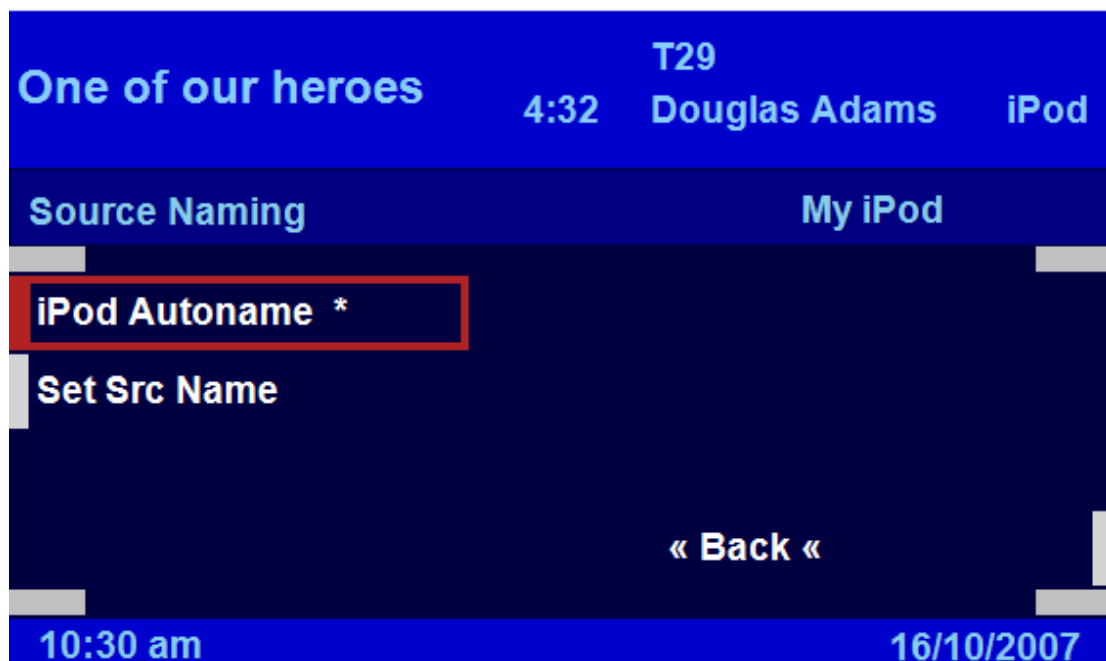 T29
One of our heroes
4:32 Douglas Adams iPod
Source Naming My iPod
iPod Autoname *
Set Src Name
« Back «
10:30 am 16/10/2007